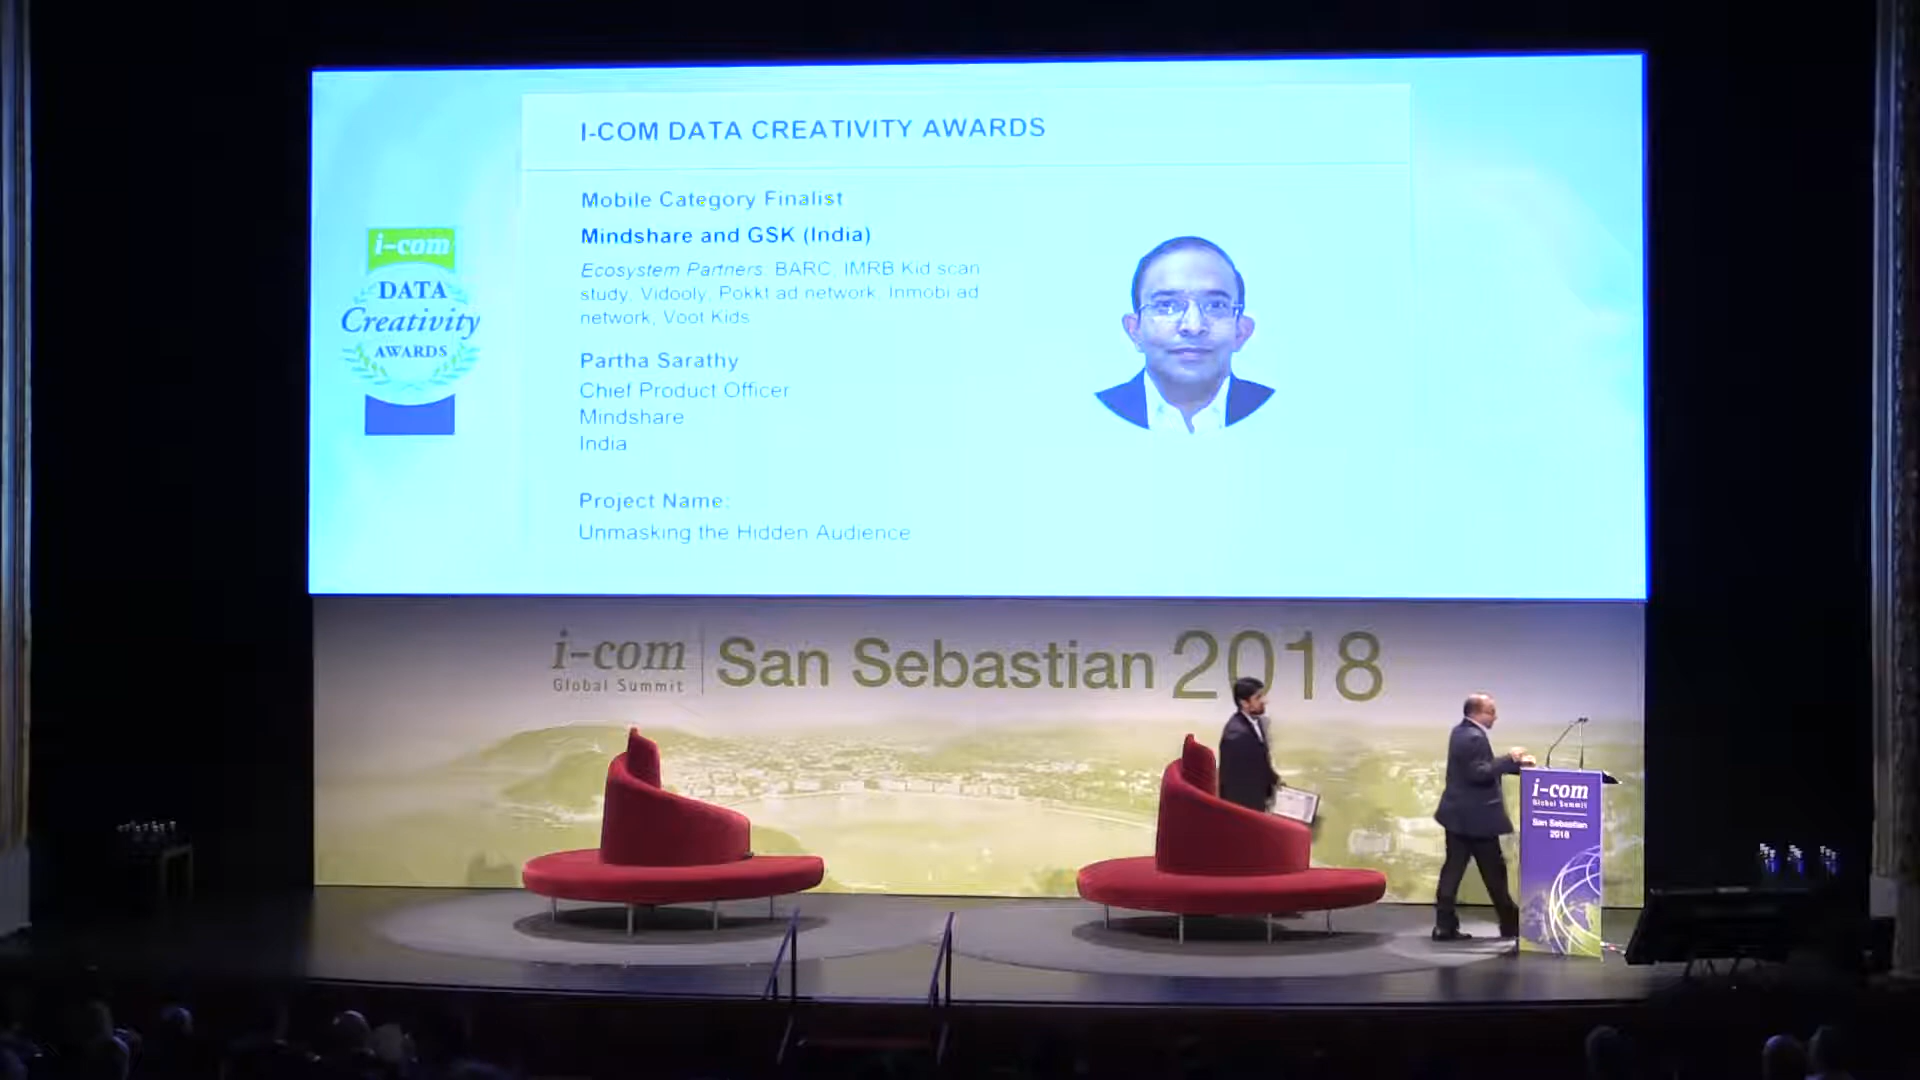 I-COM DATA CREATIVITY AWARDS
Mobile Category Finalist
Mindshare and GSK (India)
Ecosystem Partners: BARC, IMRB Kid scan
study, Vidooly, Pokkt ad network, Inmobi ad
network, Voot Kids
Partha Sarathy
Chief Product Officer
Mindshare
India
Project Name:
Unmasking the Hidden Audience
i-com
DATA
Creativity
AWARDS
i-com
Global Summit
San Sebastian 2018
i-com
Global Summit
San Sebastian
2018